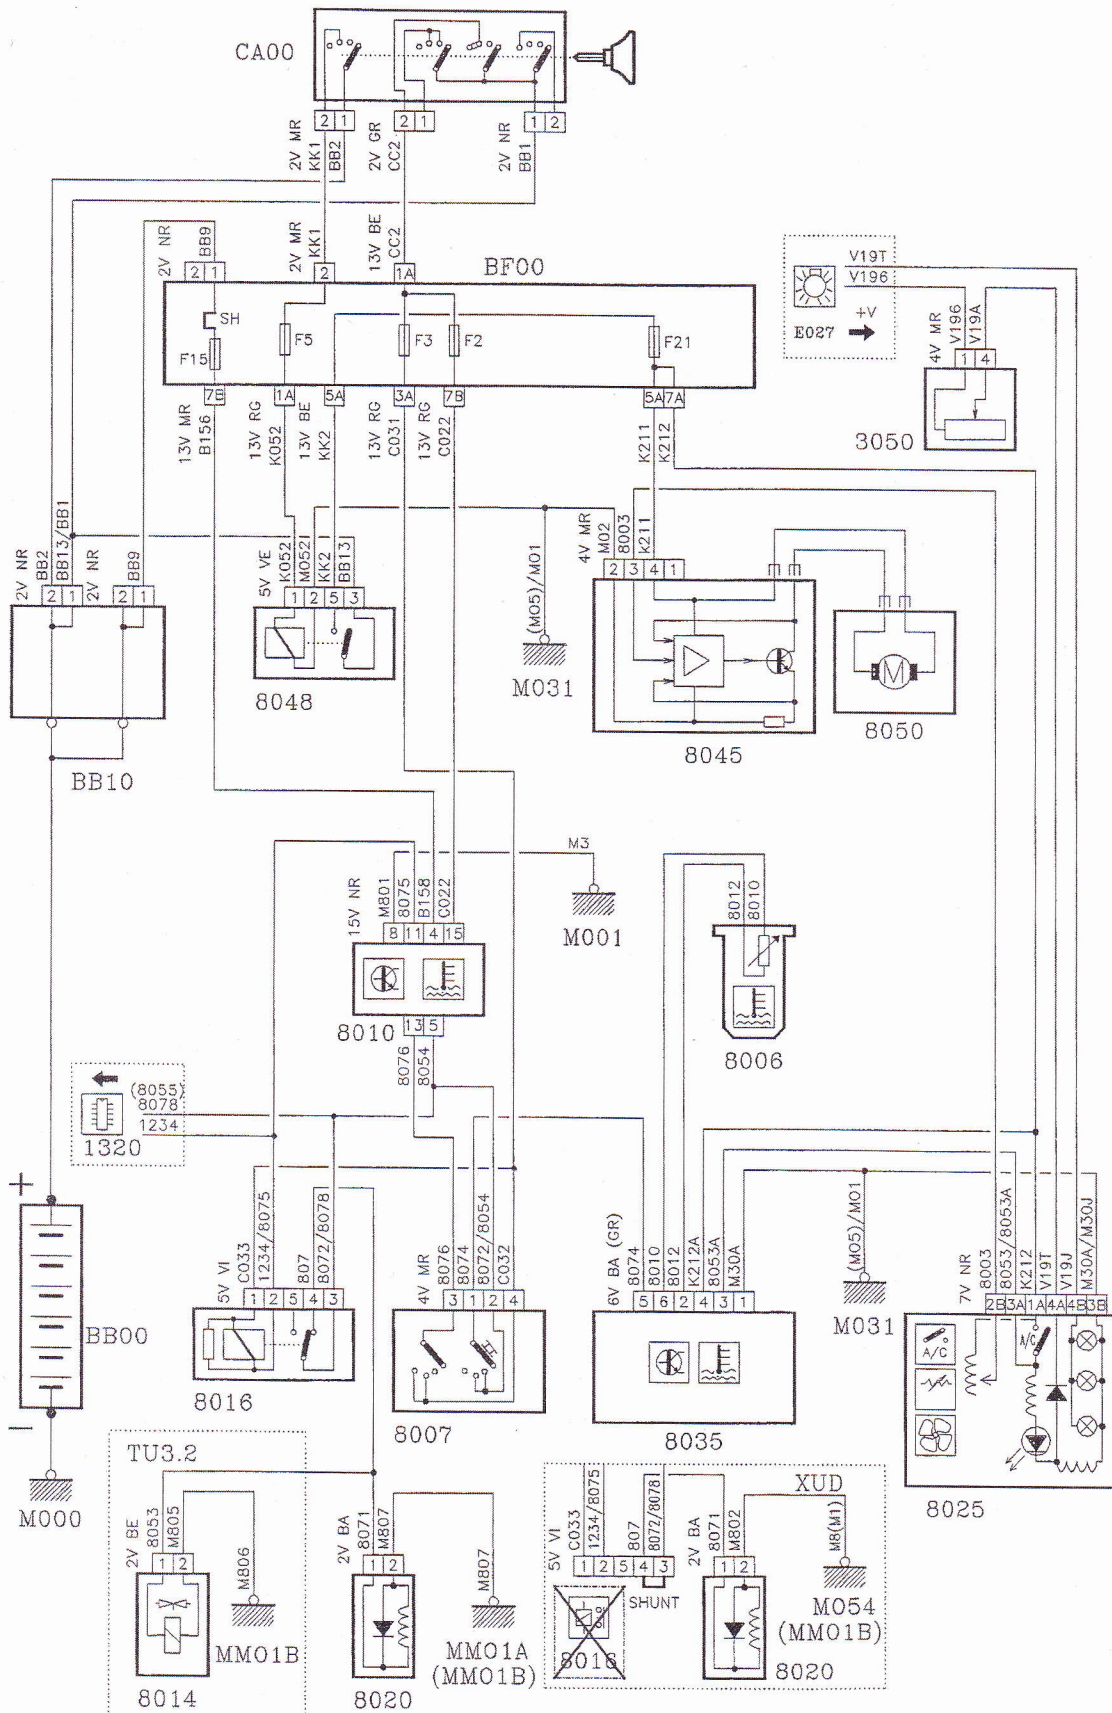 CA00
2 1
2 1
1 2
2V MR
KK1
BB2
2V GR
CC2
2V NR
BB1
2V NR
BB9
2V MR
KK1
13V BE
CC2
BF00
2 1
2
1A
SH
F15
F5
F3
F2
F21
7B
1A
5A
3A
7B
5A 7A
13V MR
B156
13V RG
K052
13V BE
KK2
13V RG
C031
13V RG
C022
K211
K212
V19T
V196
+V
E027
4V MR
V196
V19A
1 4
3050
2V NR
BB2
BB13/BB1
2V NR
BB9
2 1
2 1
BB10
5V VE
K052
M052
KK2
BB13
1 2 5 3
8048
(M05)/M01
M031
4V MR
M02
8003
K211
2 3 4 1
8045
M
8050
15V NR
M801
8075
B158
C022
M3
M001
8 11 4 15
8010
13 5
8076
8054
8012
8010
8006
(8055)
8078
1234
1320
+
BB00
−
M000
5V VI
C033
1234/8075
807
8072/8078
1 2 5 4 3
8016
4V MR
8076
8074
8072/8054
C032
3 1 2 4
8007
6V BA (GR)
8074
8010
8012
K212A
8053A
M30A
5 6 2 4 3 1
8035
(M05)/M01
M031
7V NR
8003
8053/8053A
K212
V19T
V19J
M30A/M30J
2B 3A 1A 4A 4B 3B
A/C
A/C
8025
TU3.2
2V BE
8053
M805
1 2
M806
MM01B
8014
2V BA
8071
M807
1 2
M807
MM01A
(MM01B)
8020
XUD
5V VI
C033
1234/8075
807
8072/8078
1 2 5 4 3
SHUNT
8016
2V BA
8071
M802
1 2
M8(M1)
M054
(MM01B)
8020